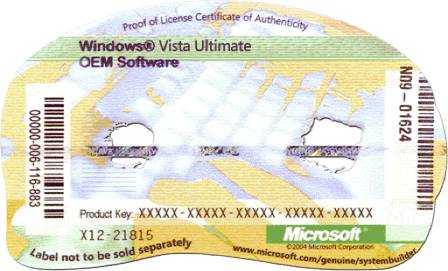 Proof of License Certificate of Authenticity
Windows® Vista Ultimate
OEM Software
00000-006-116-883
N09-01624
Product Key: XXXXX-XXXXX-XXXXX-XXXXX-XXXXX
X12-21815
Microsoft®
©2004 Microsoft Corporation
Label not to be sold separately
www.microsoft.com/genuine/systembuilder